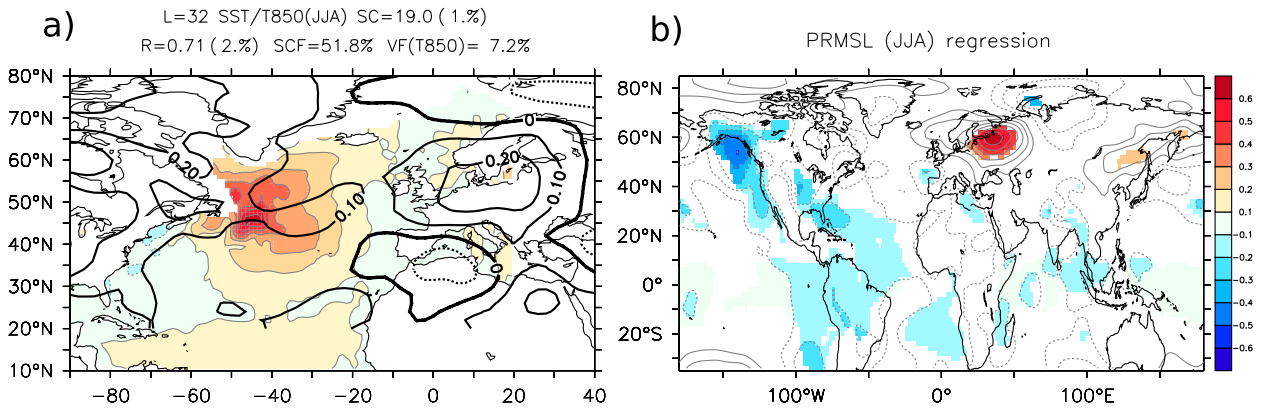 a)
L=32 SST/T850(JJA) SC=19.0 ( 1.%)
R=0.71 ( 2.%) SCF=51.8% VF(T850)= 7.2%
80°N
70°N
60°N
50°N
40°N
30°N
20°N
10°N
-80 -60 -40 -20 0 20 40
0.20
0.10
0
0.20
0.10
0
b)
PRMSL (JJA) regression
80°N
60°N
40°N
20°N
0°
20°S
100°W 0° 100°E
0.6
0.5
0.4
0.3
0.2
0.1
-0.1
-0.2
-0.3
-0.4
-0.5
-0.6